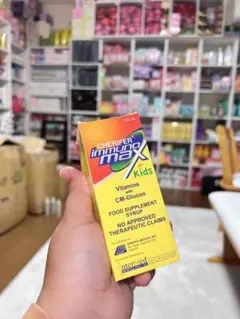 CHERIFER
immuno
max
Kids
Vitamins
with
CM-Glucan
FOOD SUPPLEMENT
SYRUP
NO APPROVED
THERAPEUTIC CLAIMS